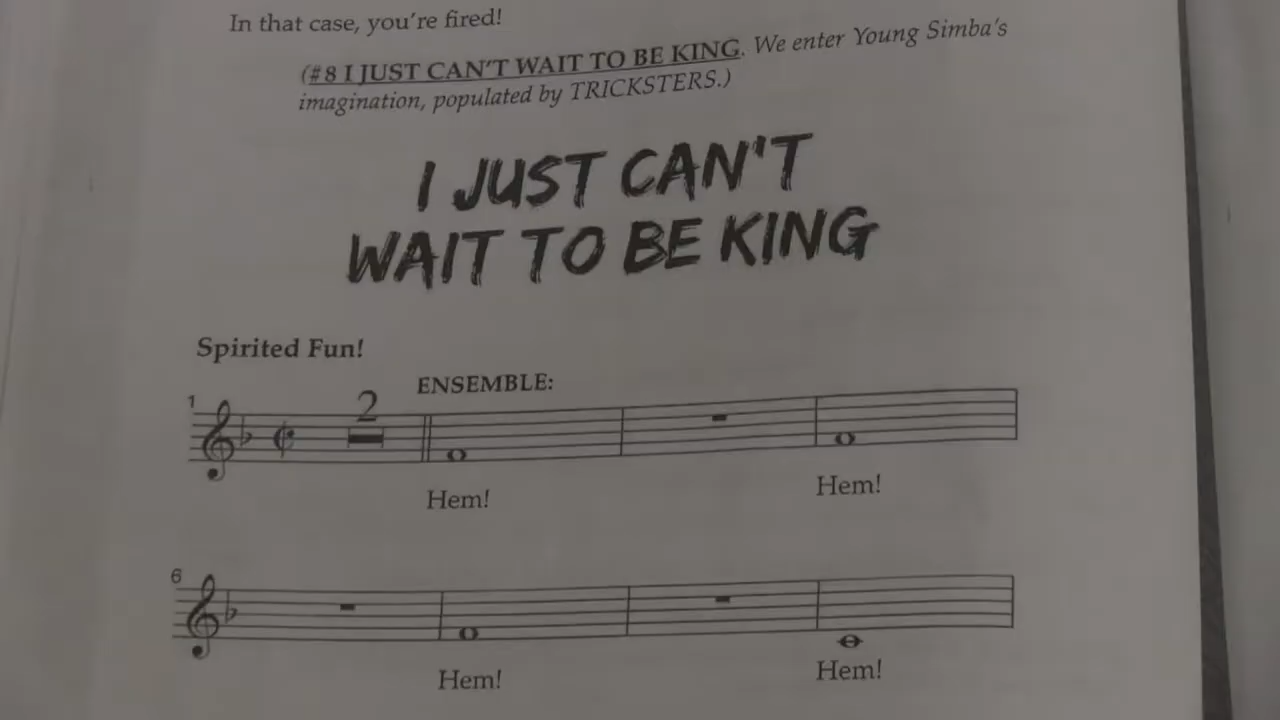 In that case, you're fired!
(#8 I JUST CAN'T WAIT TO BE KING. We enter Young Simba's
imagination, populated by TRICKSTERS.)
I JUST CAN'T
WAIT TO BE KING
Spirited Fun!
ENSEMBLE:
1
2
Hem! Hem!
6
Hem! Hem!